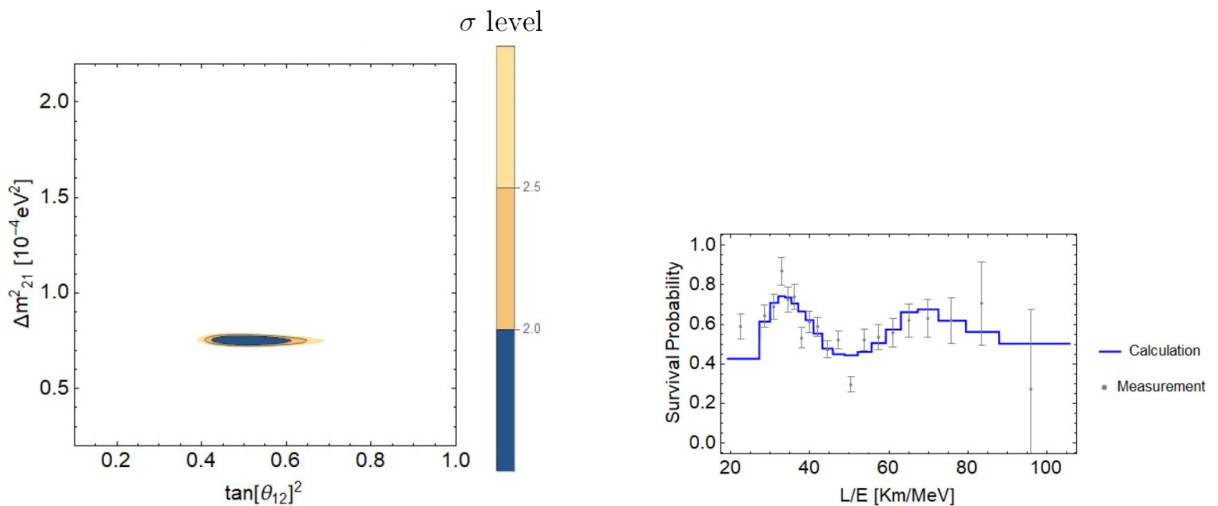 σ level
2.0
1.5
1.0
0.5
Δm²₂₁ [10⁻⁴eV²]
0.2 0.4 0.6 0.8 1.0
tan[θ₁₂]²
2.5
2.0
1.0
0.8
0.6
0.4
0.2
0.0
Survival Probability
20 40 60 80 100
L/E [Km/MeV]
Calculation
Measurement